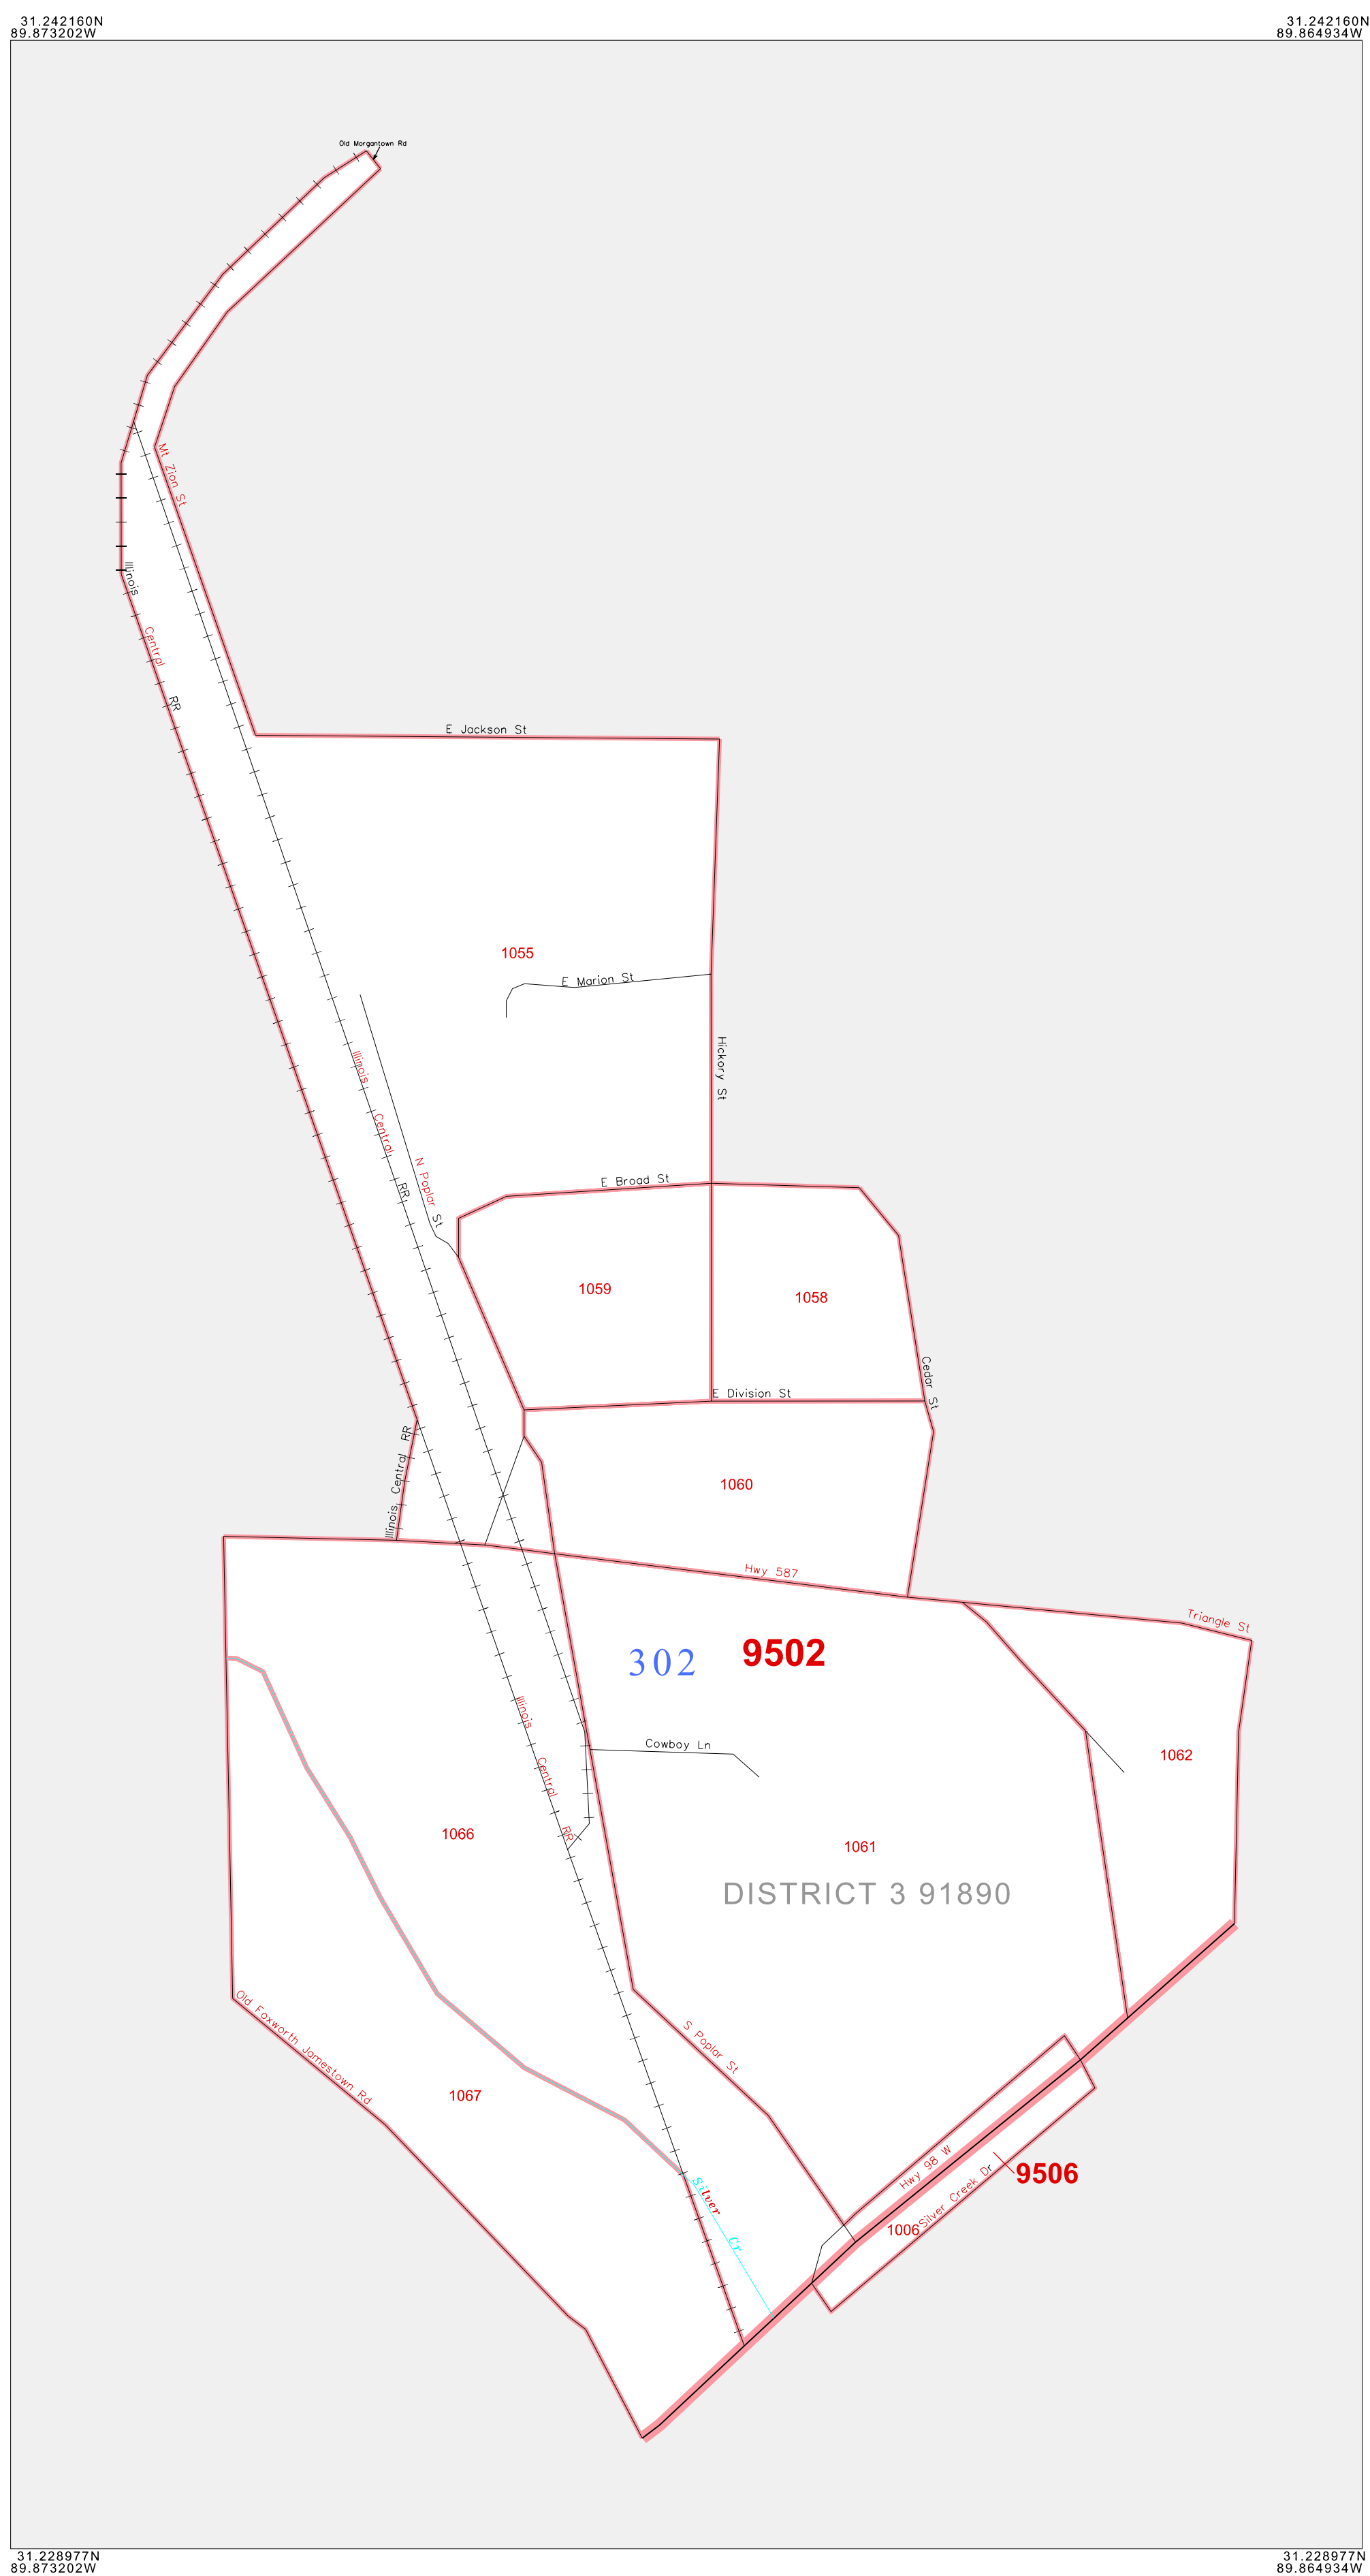 31.242160N
89.873202W
31.242160N
89.864934W
Old Morgantown Rd
Mt Zion St
Illinois Central RR
E Jackson St
1055
E Marion St
Hickory St
Illinois Central RR
N Poplar St
E Broad St
1059
1058
Cedar St
E Division St
Illinois Central RR
1060
Hwy 587
Triangle St
302
9502
Illinois Central RR
Cowboy Ln
1062
1066
1061
DISTRICT 3 91890
Old Foxworth Jamestown Rd
S Poplar St
1067
Hwy 98 W
Silver Creek Dr
9506
Silver Cr
1006
31.228977N
89.873202W
31.228977N
89.864934W